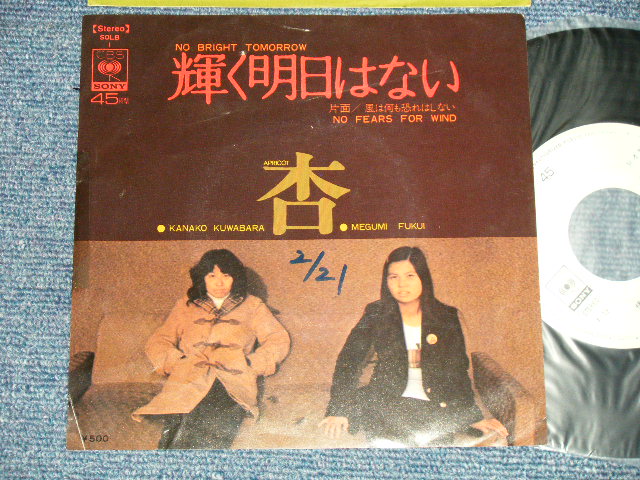 【Stereo】
SOLB
CBS
SONY
45
NO BRIGHT TOMORROW
輝く明日はない
片面/風は何も恐れはしない
NO FEARS FOR WIND
APRICOT
杏
● KANAKO KUWABARA
● MEGUMI FUKUI
2/21
¥500
45
SONY